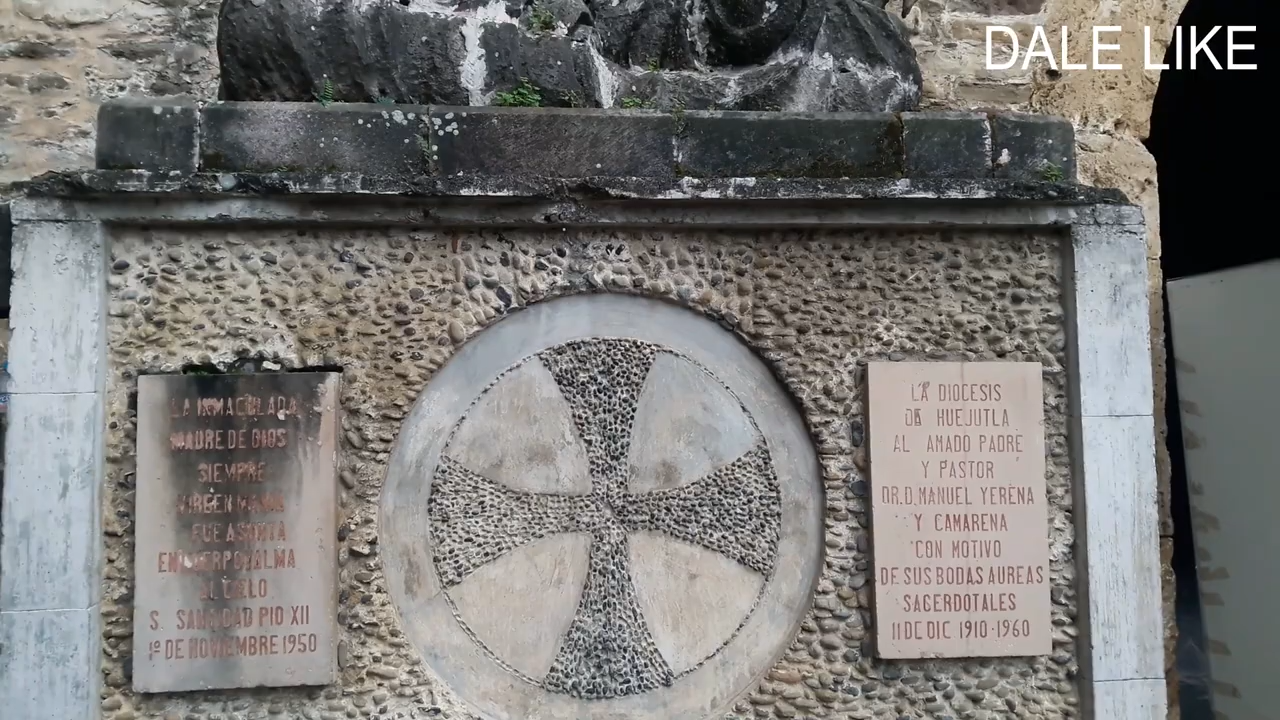 DALE LIKE
LA INMACULADA
MADRE DE DIOS
SIEMPRE
VIRGEN MARIA
FUE ASUNTA
EN CUERPO Y ALMA
AL CIELO
S. SANTIDAD PIO XII
1º DE NOVIEMBRE 1950
LA DIOCESIS
DE HUEJUTLA
AL AMADO PADRE
Y PASTOR
DR.D.MANUEL YERENA
Y CAMARENA
CON MOTIVO
DE SUS BODAS AUREAS
SACERDOTALES
11 DE DIC 1910-1960